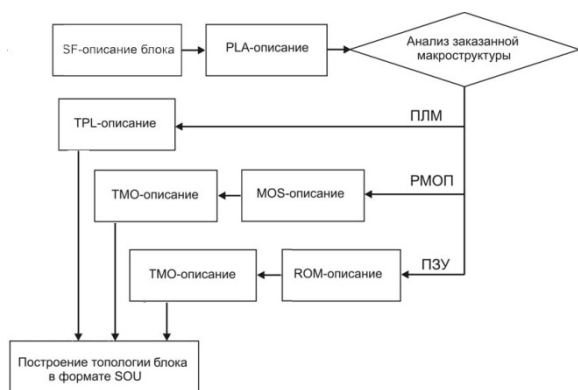 SF-описание блока
PLA-описание
Анализ заказанной
макроструктуры
ПЛМ
TPL-описание
РМОП
TMO-описание
MOS-описание
ПЗУ
TMO-описание
ROM-описание
Построение топологии блока
в формате SOU